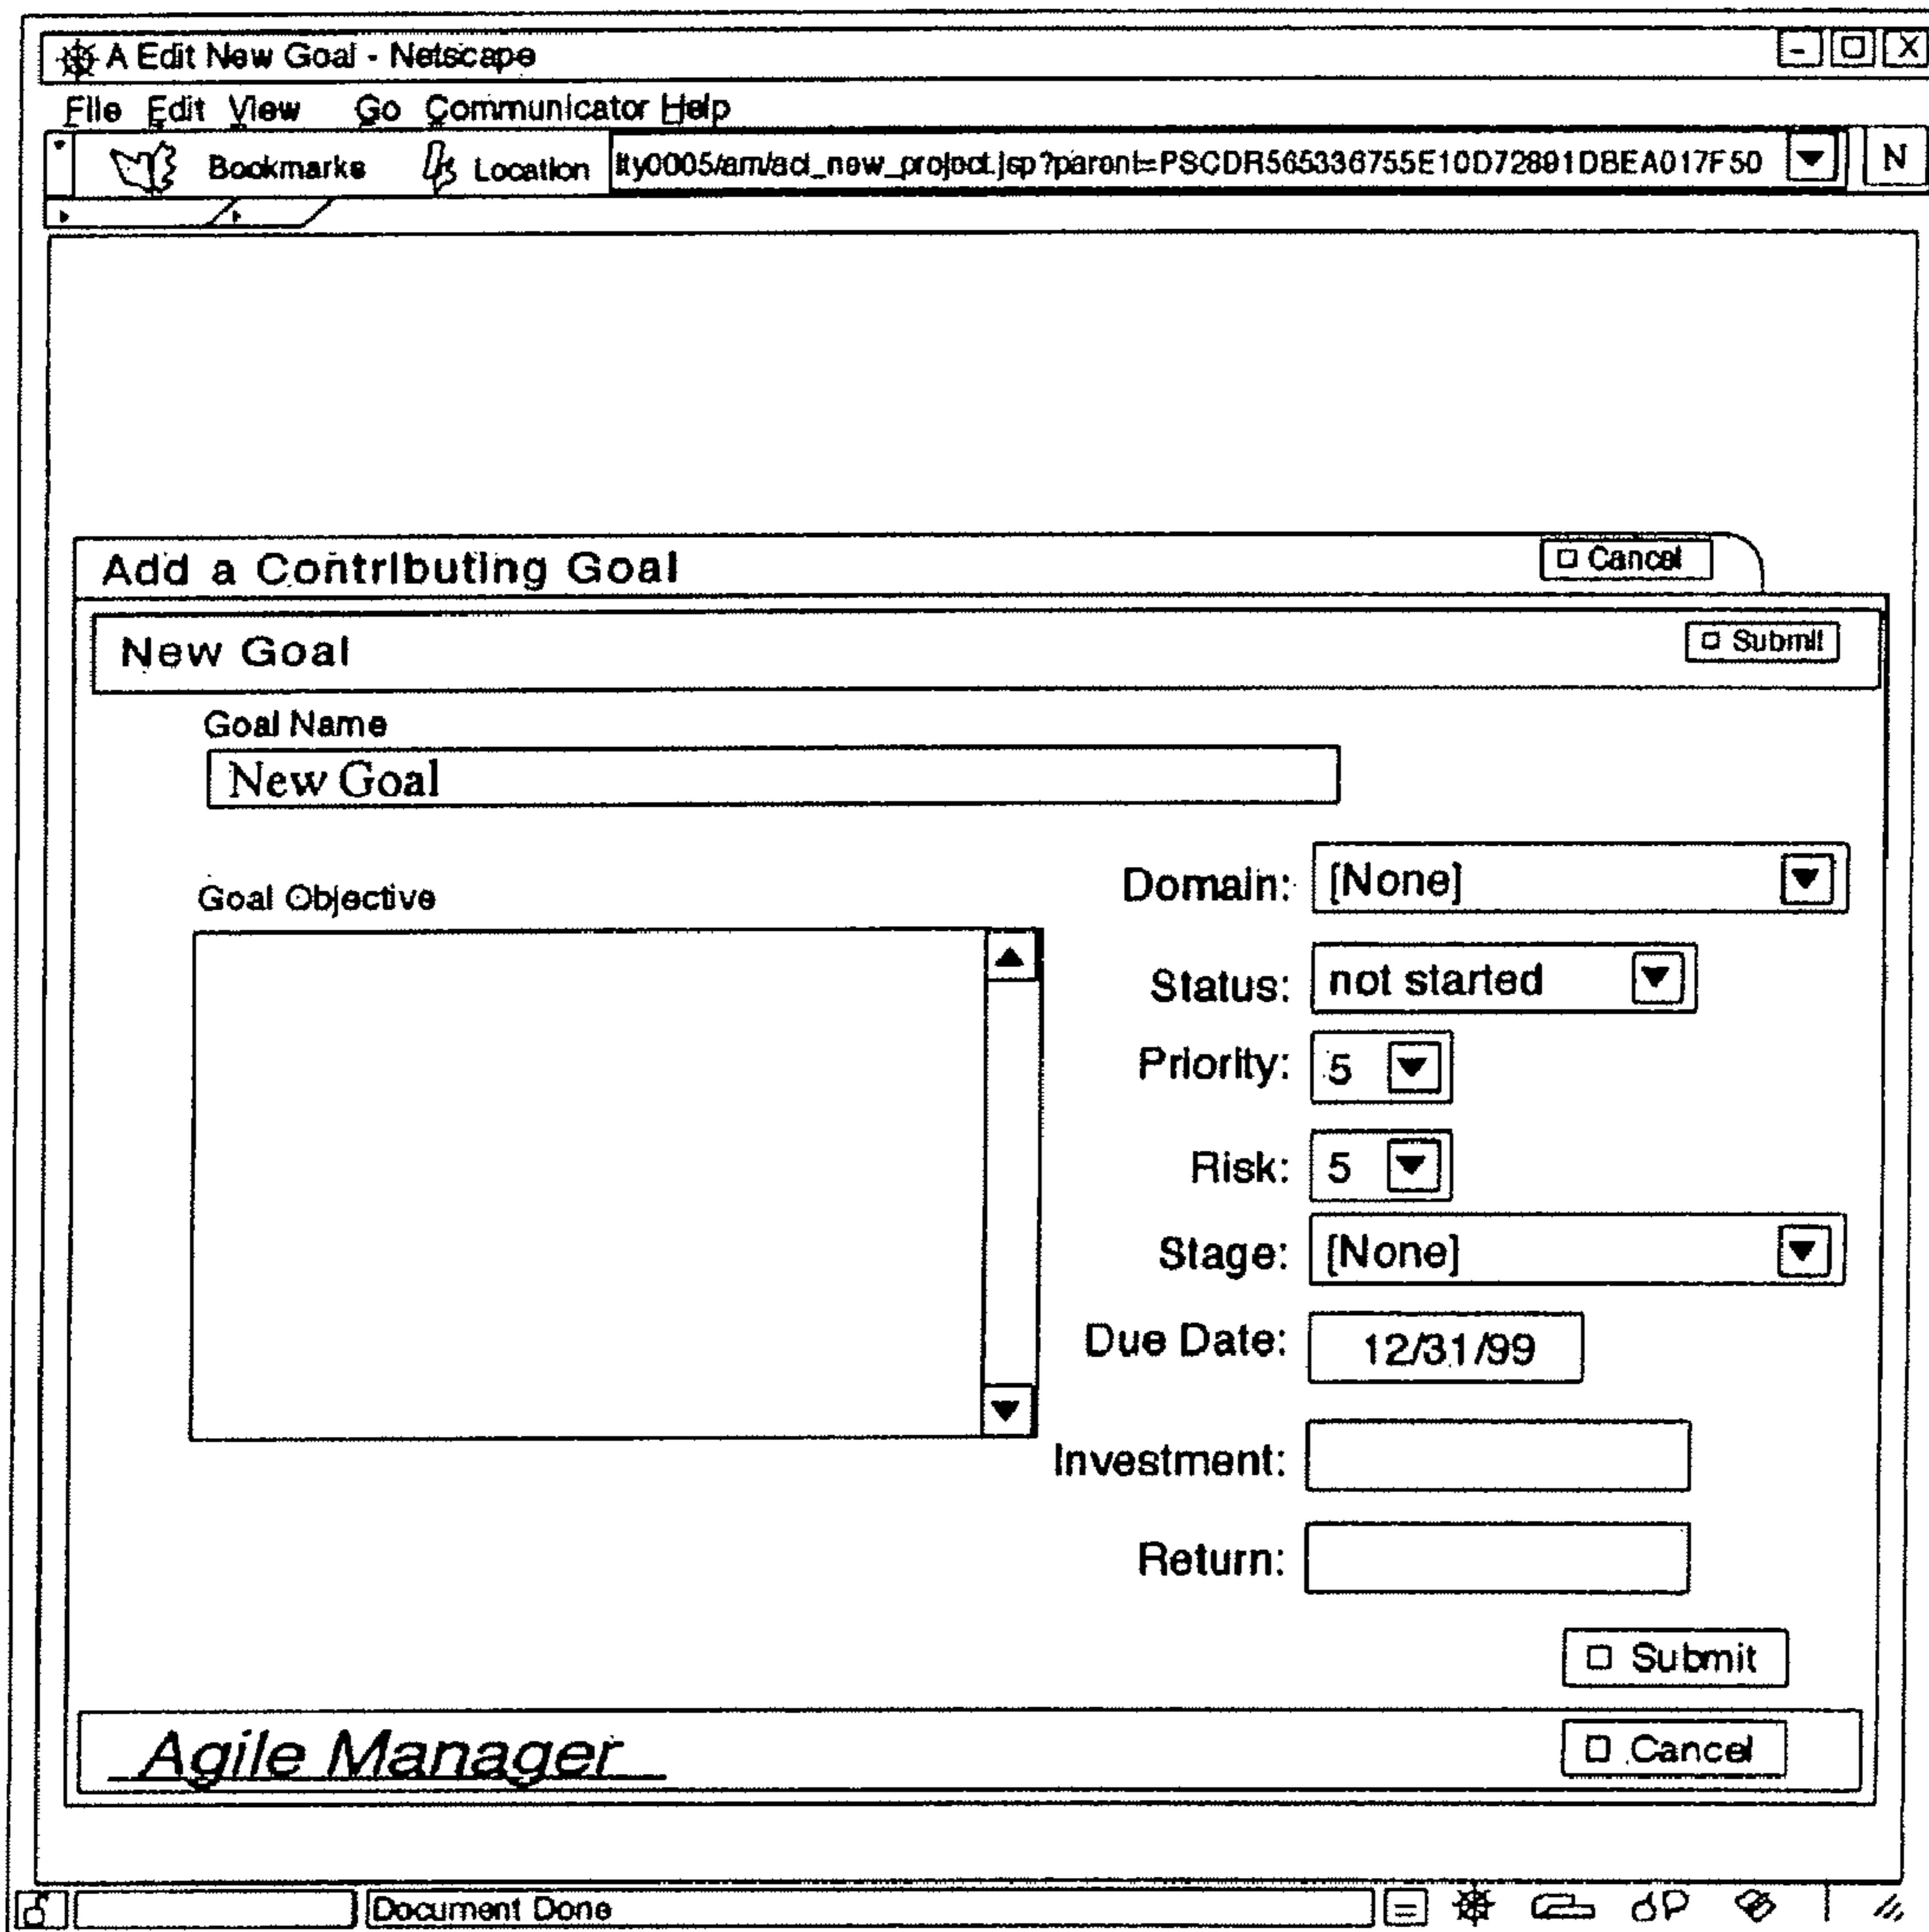 A Edit New Goal - Netscape
File Edit View Go Communicator Help
Bookmarks Location tty0005/am/acl_new_project.jsp?parent=PSCDR565336755E10D72891DBEA017F50 N
Add a Contributing Goal Cancel
New Goal Submit
Goal Name
New Goal
Domain: [None]
Goal Objective
Status: not started
Priority: 5
Risk: 5
Stage: [None]
Due Date: 12/31/99
Investment:
Return:
Submit
Agile Manager Cancel
Document Done